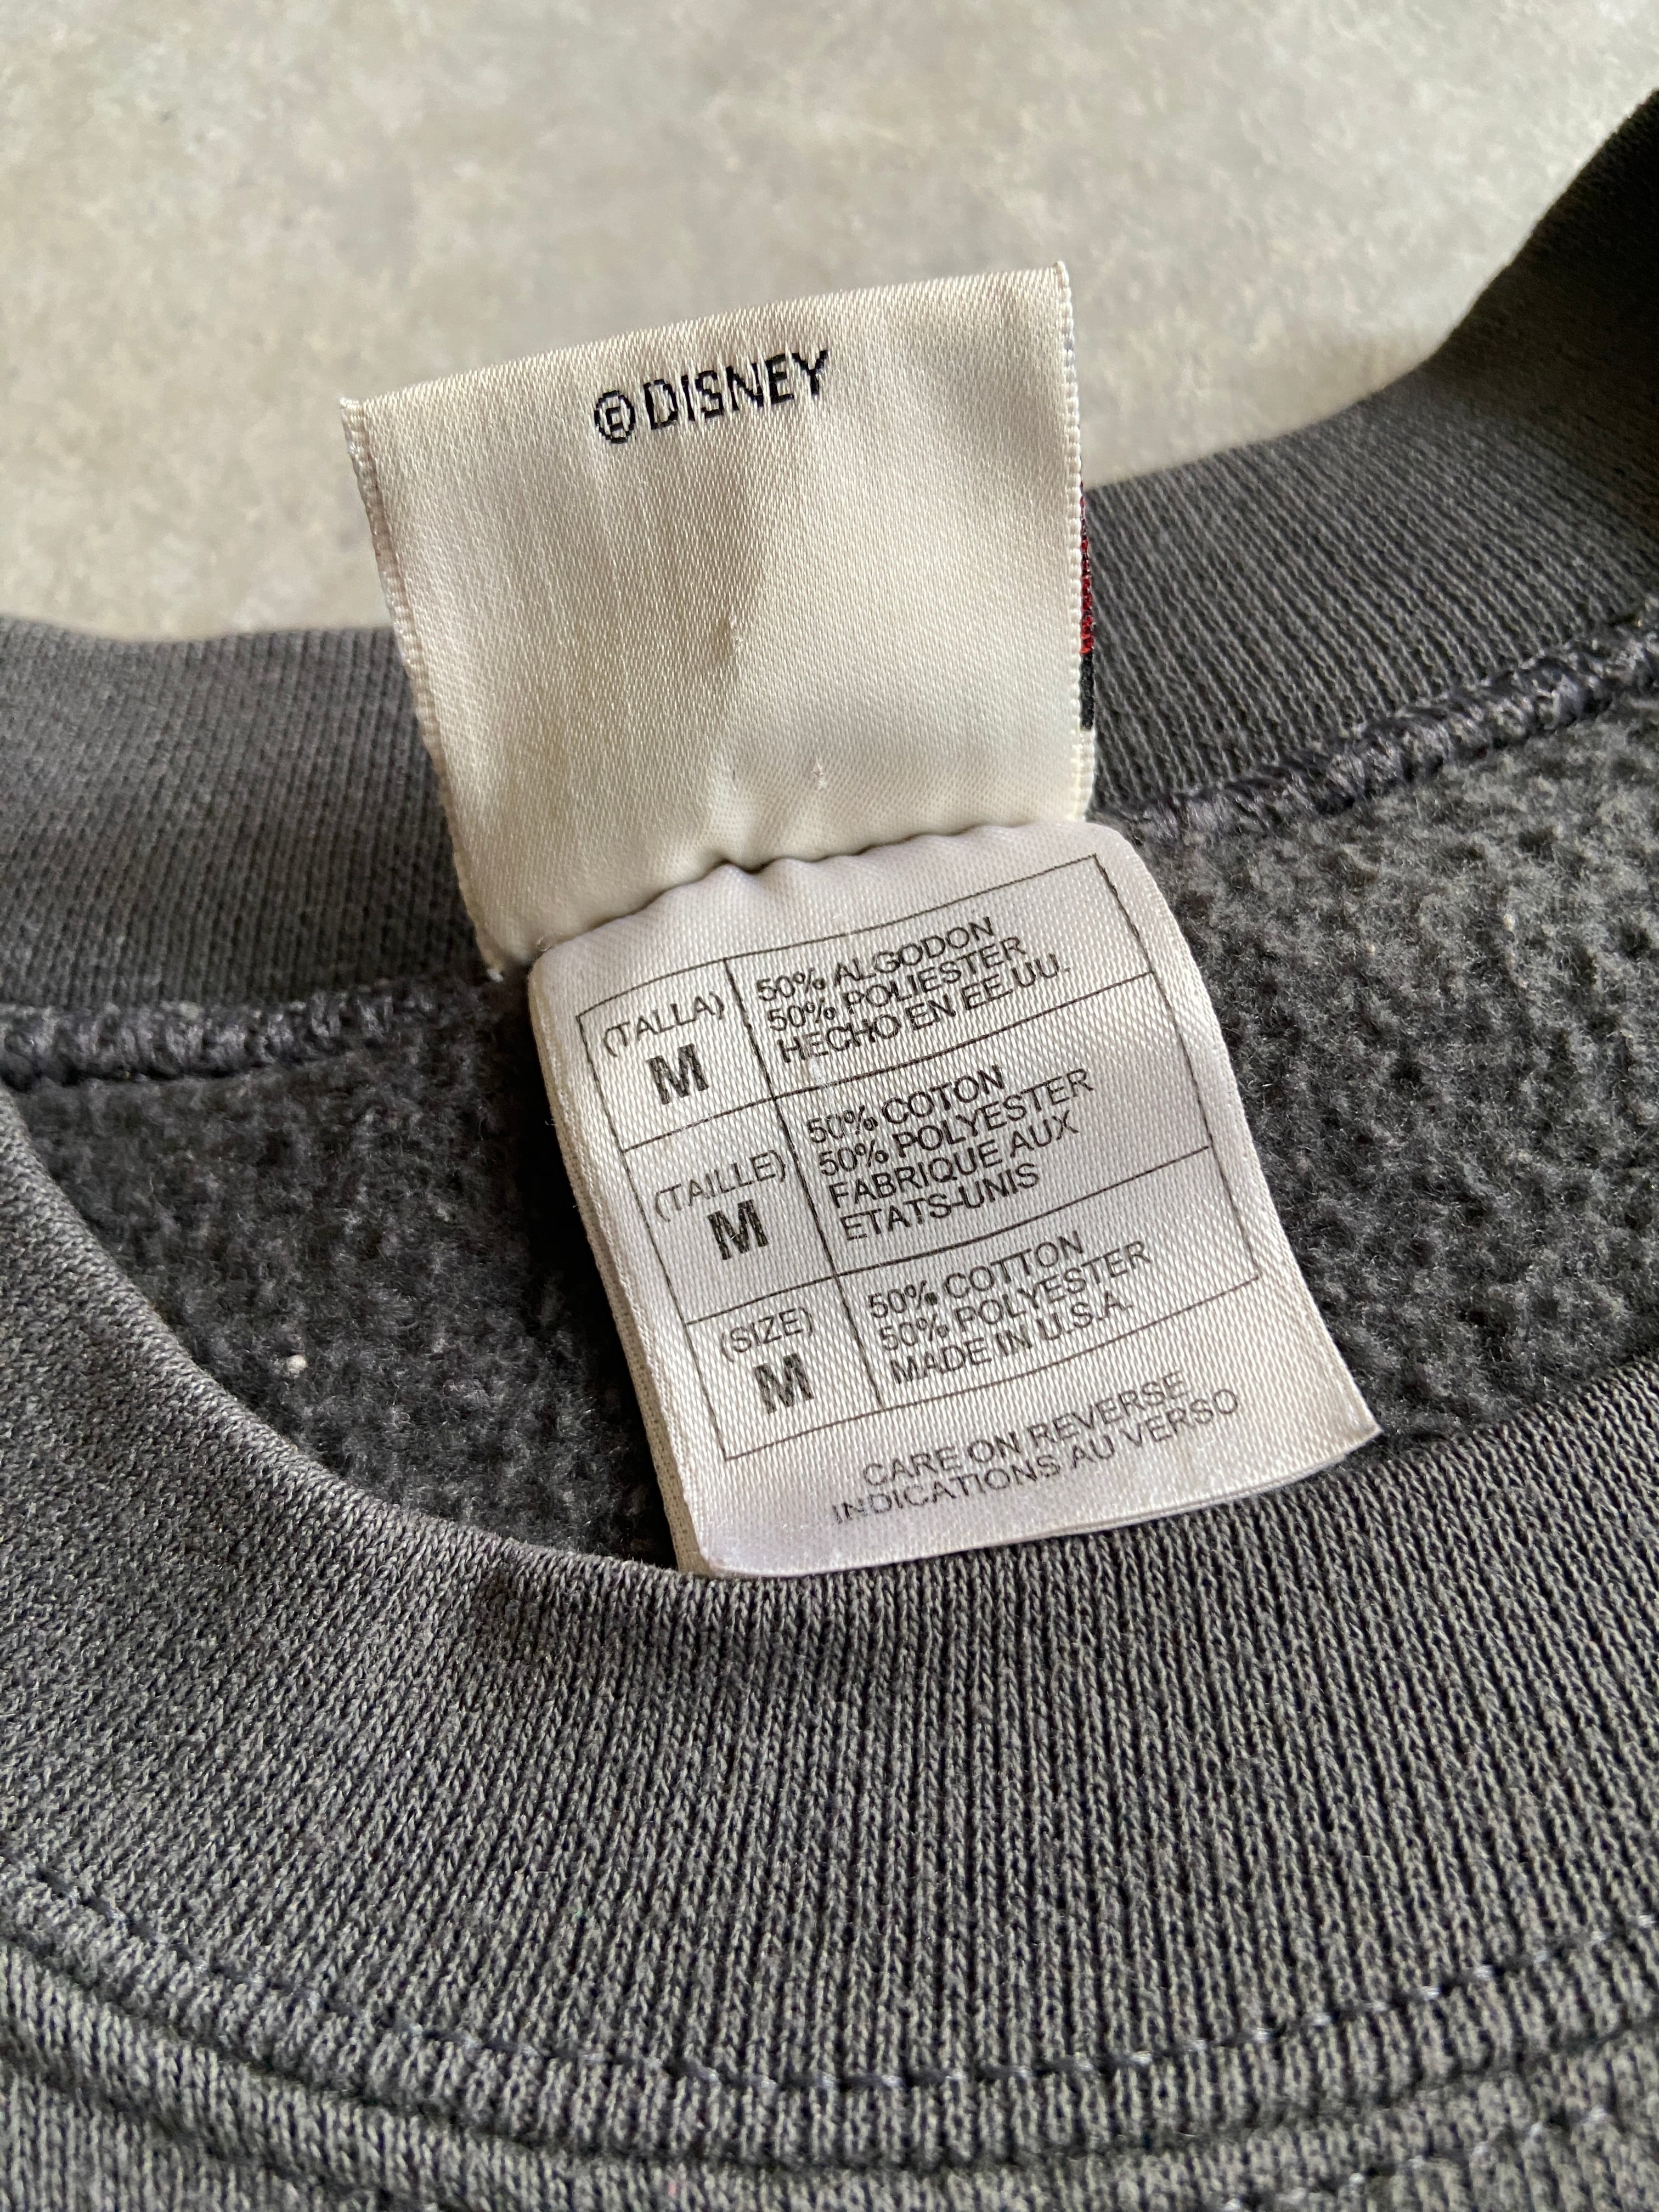 © DISNEY
(TALLA)
M
50% ALGODON
50% POLIESTER
HECHO EN EE.UU.
(TAILLE)
M
50% COTON
50% POLYESTER
FABRIQUE AUX
ETATS-UNIS
(SIZE)
M
50% COTTON
50% POLYESTER
MADE IN U.S.A.
CARE ON REVERSE
INDICATIONS AU VERSO